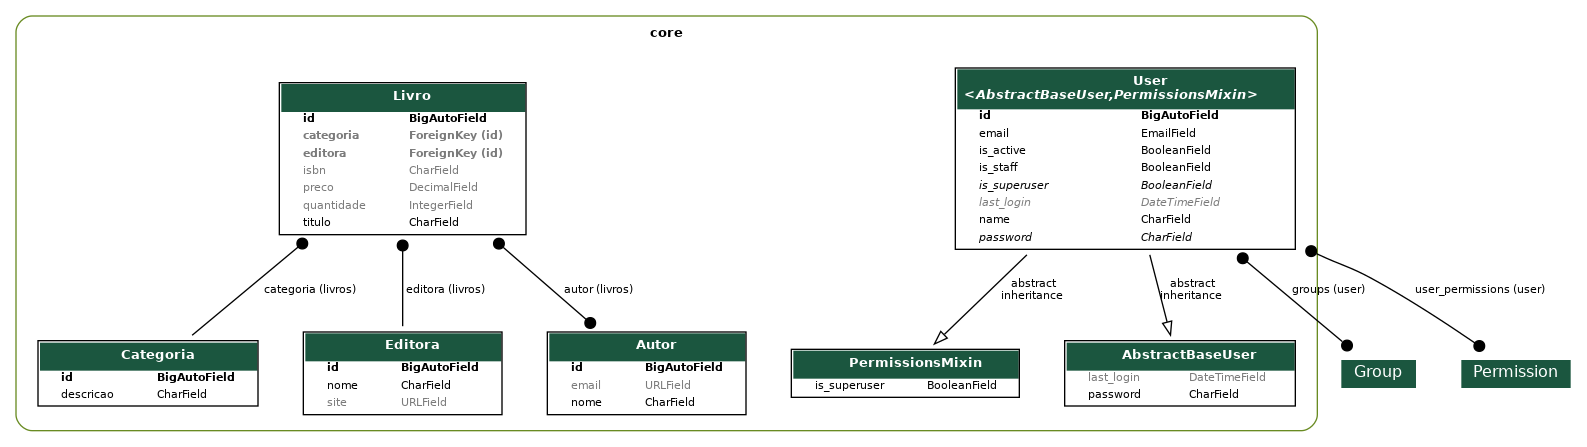 core
Livro
id BigAutoField
categoria ForeignKey (id)
editora ForeignKey (id)
isbn CharField
preco DecimalField
quantidade IntegerField
titulo CharField
User
<AbstractBaseUser,PermissionsMixin>
id BigAutoField
email EmailField
is_active BooleanField
is_staff BooleanField
is_superuser BooleanField
last_login DateTimeField
name CharField
password CharField
categoria (livros)
editora (livros)
autor (livros)
abstract
inheritance
abstract
inheritance
groups (user)
user_permissions (user)
Categoria
id BigAutoField
descricao CharField
Editora
id BigAutoField
nome CharField
site URLField
Autor
id BigAutoField
email URLField
nome CharField
PermissionsMixin
is_superuser BooleanField
AbstractBaseUser
last_login DateTimeField
password CharField
Group
Permission